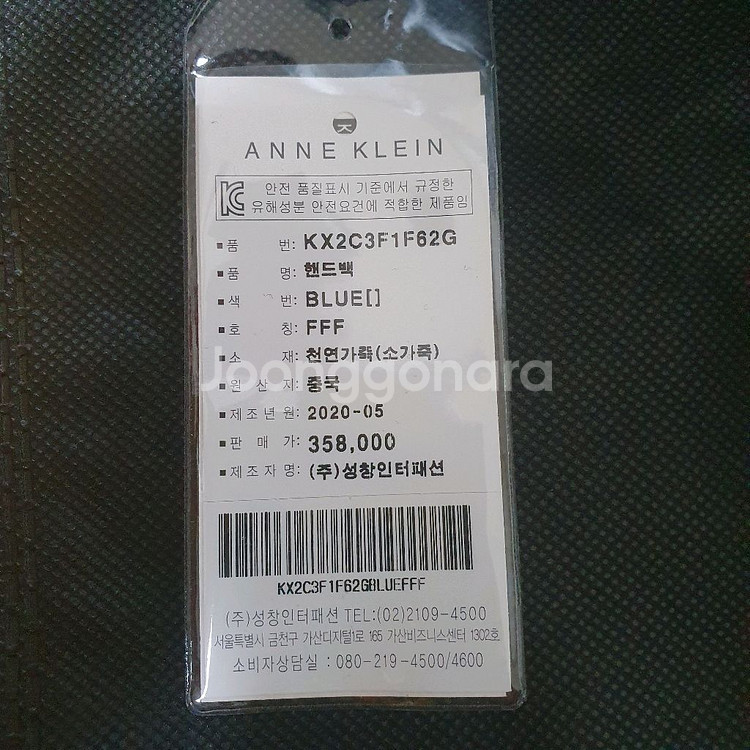 ANNE KLEIN
안전 품질표시 기준에서 규정한
유해성분 안전요건에 적합한 제품임
■품 번: KX2C3F1F62G
■품 명: 핸드백
■색 번: BLUE[]
■호 칭: FFF
■소 재: 천연가죽(소가죽)
Joonggonara
■원 산 지: 중국
■제조년월: 2020-05
■판 매 가: 358,000
■제조자명: (주)성창인터패션
KX2C3F1F62GBLUEFFF
(주)성창인터패션 TEL:(02)2109-4500
서울특별시 금천구 가산디지털1로 165 가산비즈니스센터 1302호
소비자상담실 : 080-219-4500/4600